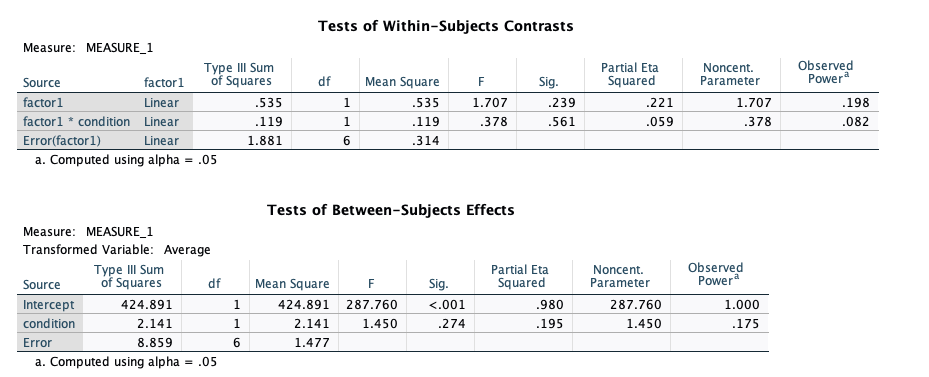 Tests of Within-Subjects Contrasts
Measure: MEASURE_1
Source factor1 Type III Sum of Squares df Mean Square F Sig. Partial Eta Squared Noncent. Parameter Observed Power^a
factor1 Linear .535 1 .535 1.707 .239 .221 1.707 .198
factor1 * condition Linear .119 1 .119 .378 .561 .059 .378 .082
Error(factor1) Linear 1.881 6 .314
a. Computed using alpha = .05
Tests of Between-Subjects Effects
Measure: MEASURE_1
Transformed Variable: Average
Source Type III Sum of Squares df Mean Square F Sig. Partial Eta Squared Noncent. Parameter Observed Power^a
Intercept 424.891 1 424.891 287.760 <.001 .980 287.760 1.000
condition 2.141 1 2.141 1.450 .274 .195 1.450 .175
Error 8.859 6 1.477
a. Computed using alpha = .05